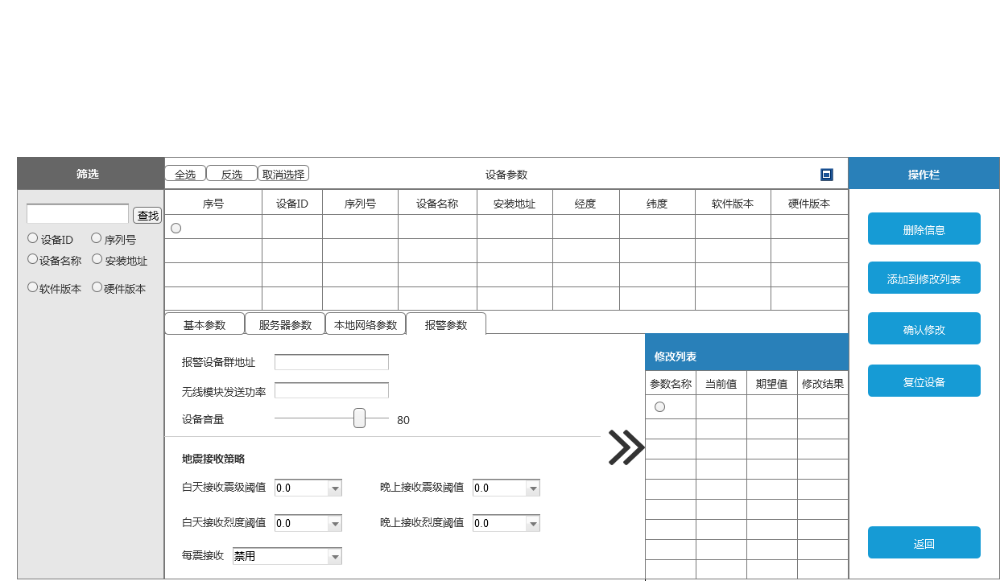 筛选
全选 反选 取消选择 设备参数
操作栏
查找
设备ID 序列号
设备名称 安装地址
软件版本 硬件版本
序号 设备ID 序列号 设备名称 安装地址 经度 纬度 软件版本 硬件版本
基本参数 服务器参数 本地网络参数 报警参数
报警设备群地址
无线模块发送功率
设备音量 80
地震接收策略
白天接收震级阈值 0.0 晚上接收震级阈值 0.0
白天接收烈度阈值 0.0 晚上接收烈度阈值 0.0
每震接收 禁用
修改列表
参数名称 当前值 期望值 修改结果
删除信息
添加到修改列表
确认修改
复位设备
返回